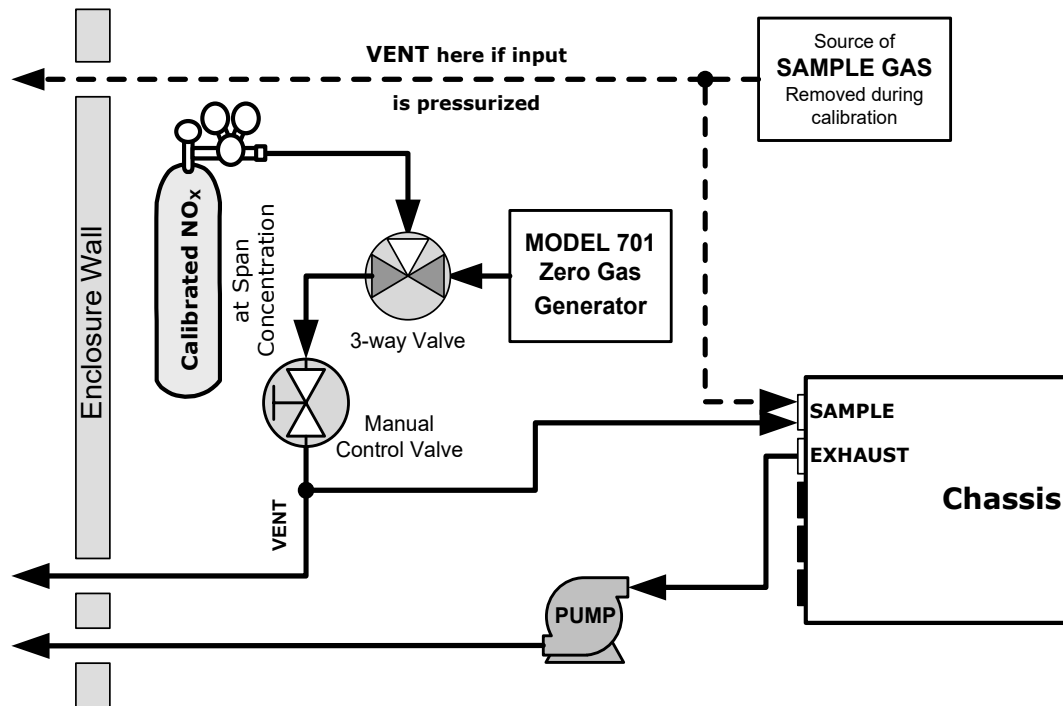 VENT here if input
is pressurized
Source of
SAMPLE GAS
Removed during
calibration
Enclosure Wall
Calibrated NOx
at Span
Concentration
MODEL 701
Zero Gas
Generator
3-way Valve
Manual
Control Valve
VENT
SAMPLE
EXHAUST
Chassis
PUMP